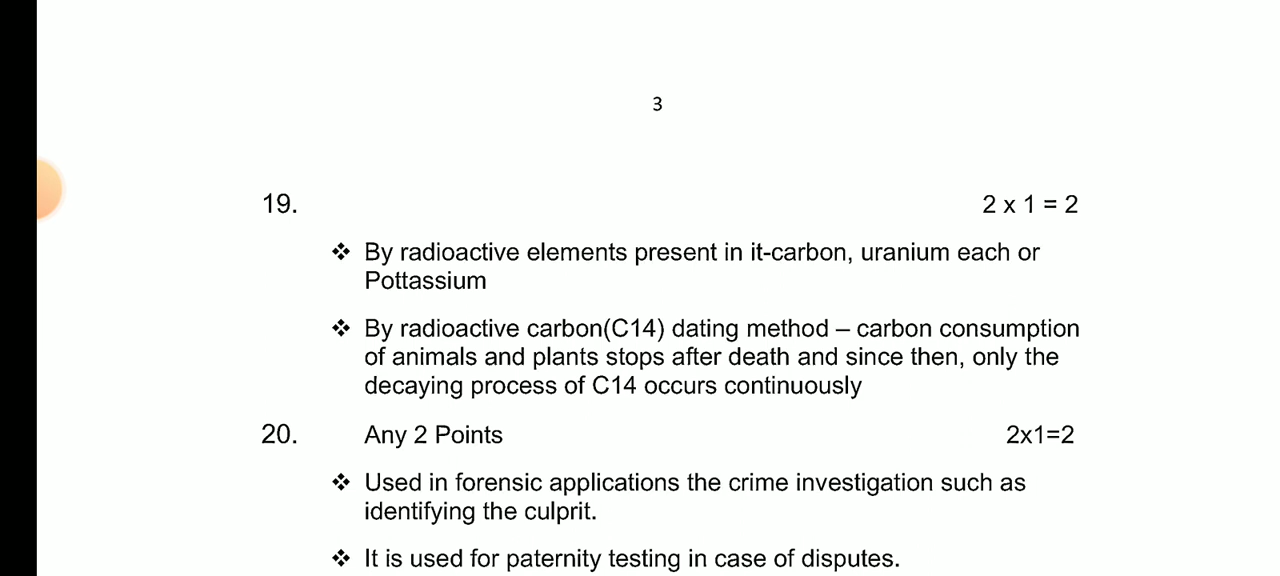 3
19. 2 x 1 = 2
❖ By radioactive elements present in it-carbon, uranium each or
Pottassium
❖ By radioactive carbon(C14) dating method – carbon consumption
of animals and plants stops after death and since then, only the
decaying process of C14 occurs continuously
20. Any 2 Points 2x1=2
❖ Used in forensic applications the crime investigation such as
identifying the culprit.
❖ It is used for paternity testing in case of disputes.